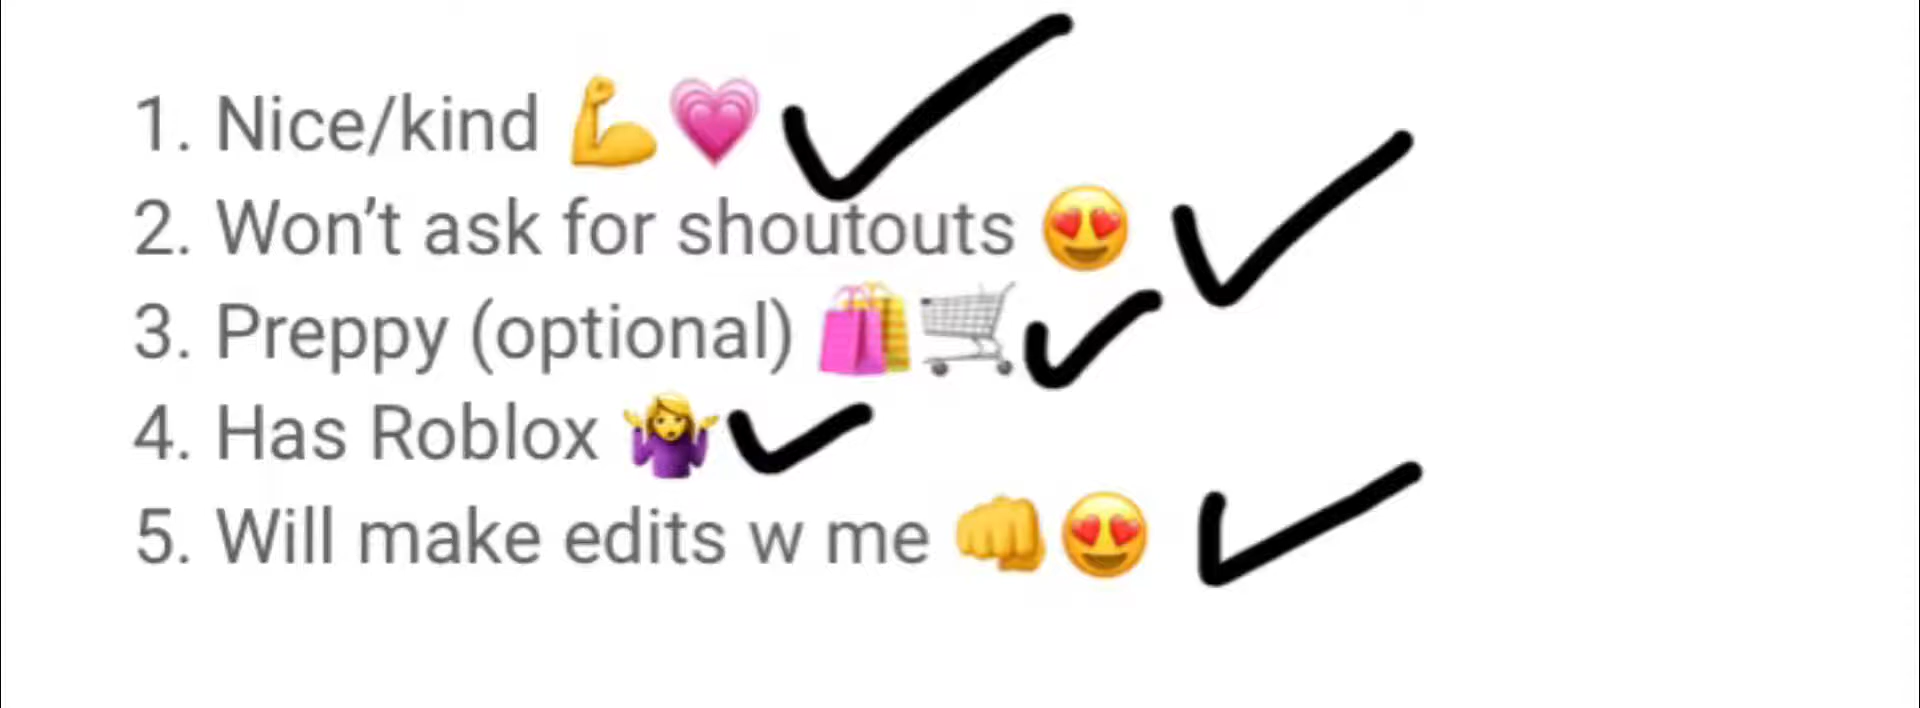 1. Nice/kind 💪💗
2. Won’t ask for shoutouts 😍
3. Preppy (optional) 🛍️🛒
4. Has Roblox 🤷‍♀️
5. Will make edits w me 👊😍